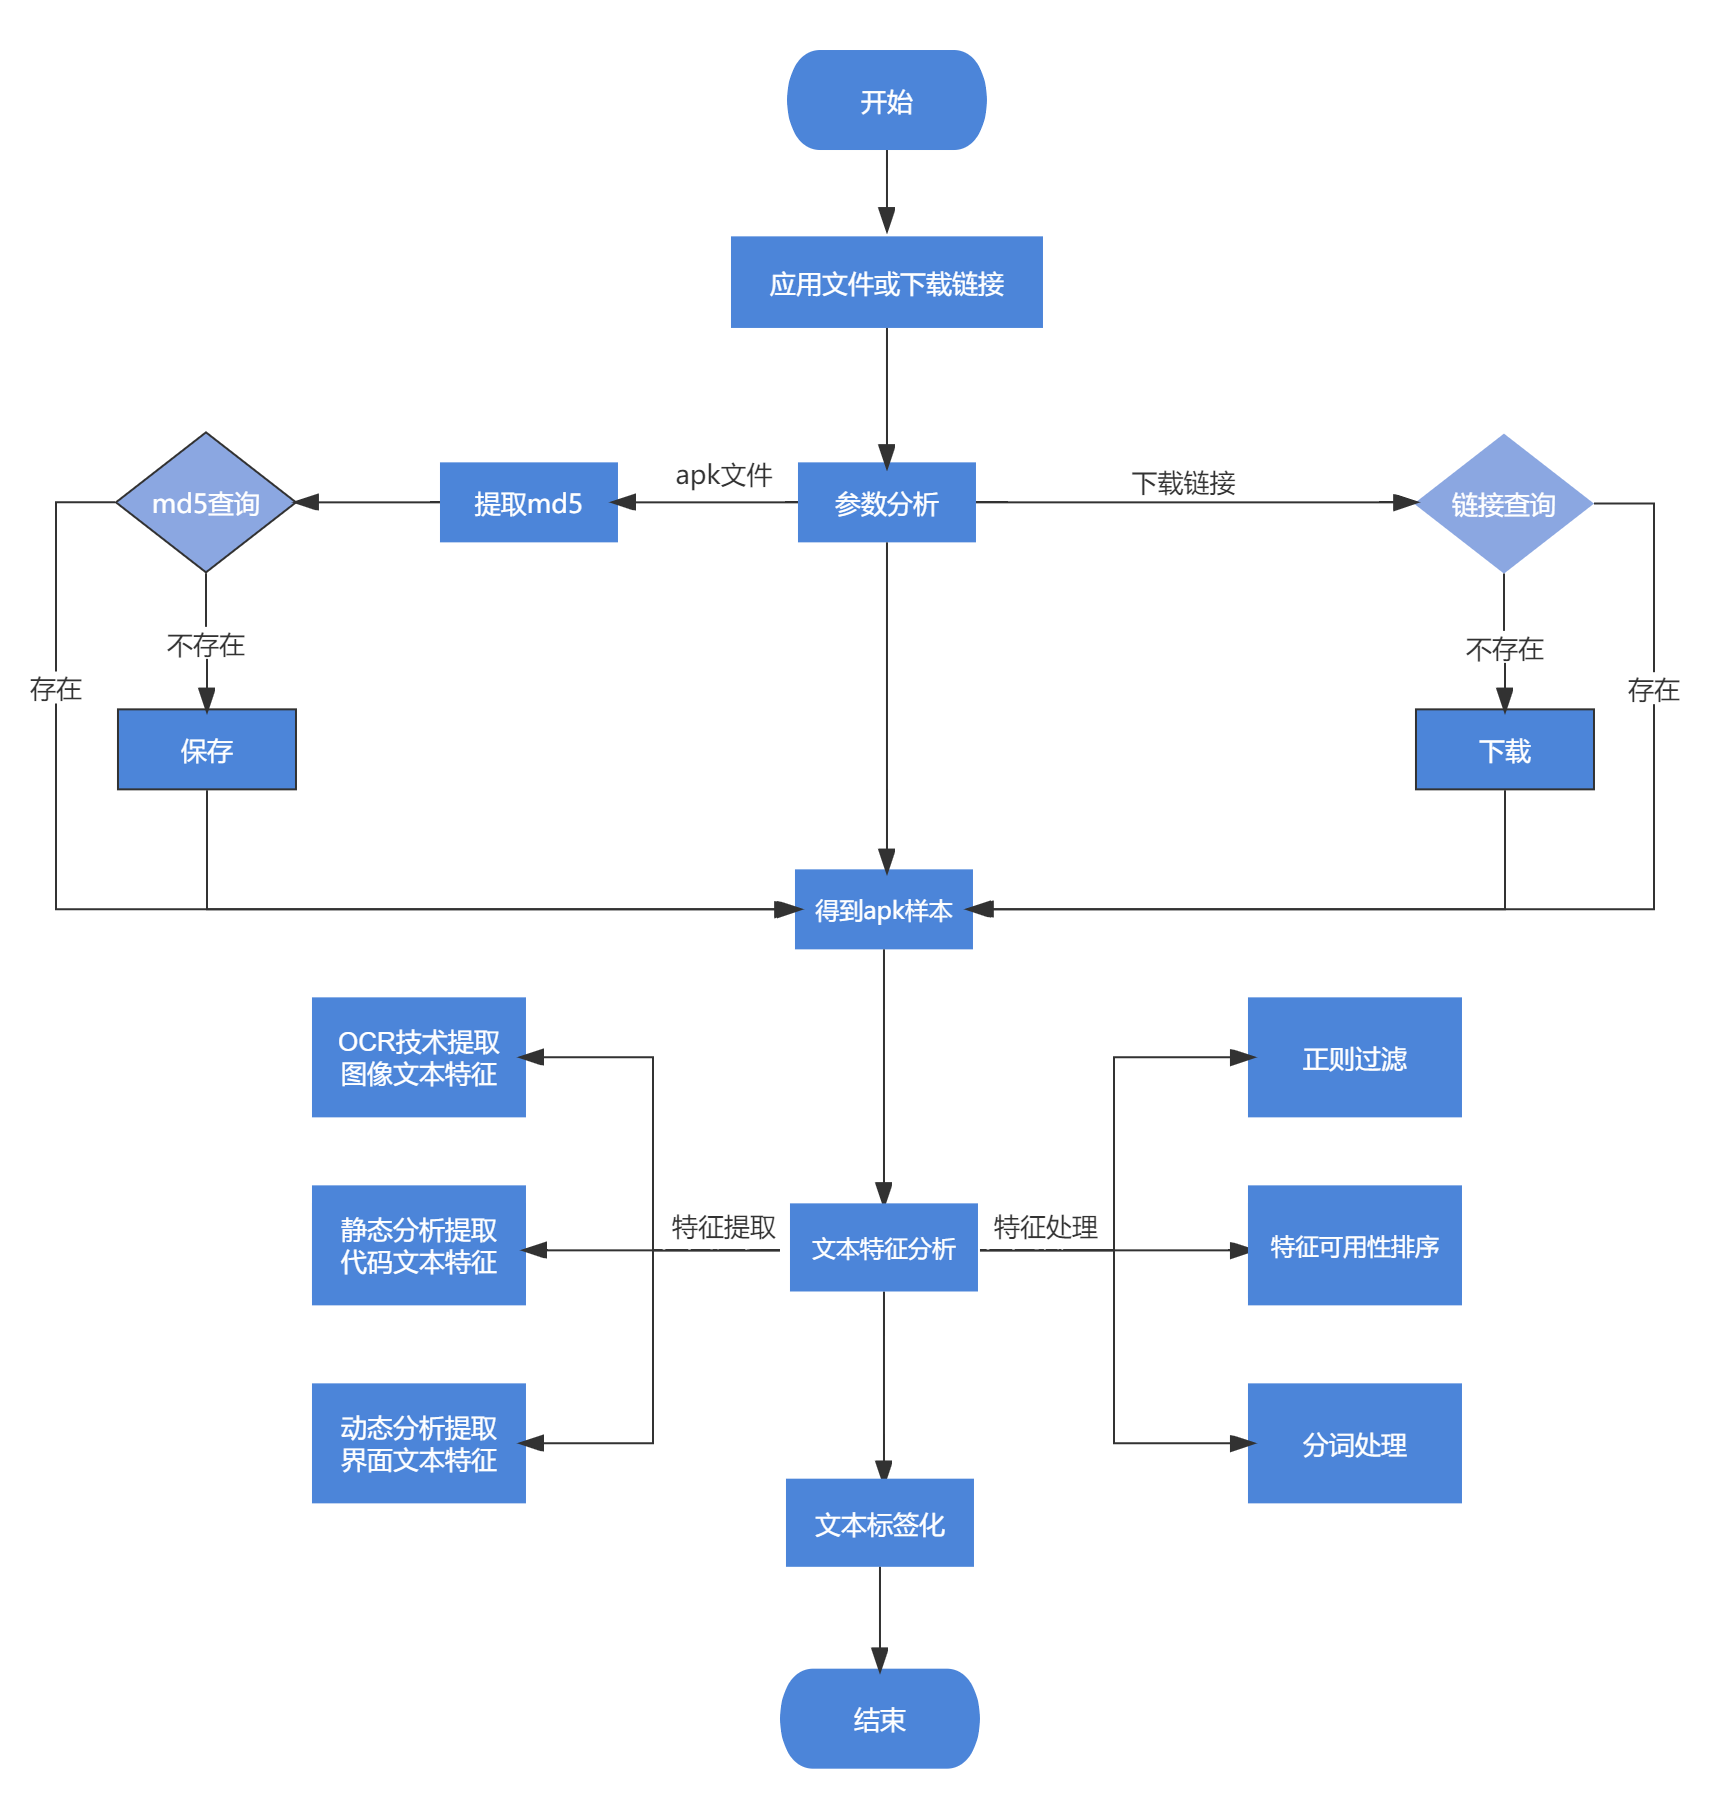 开始
应用文件或下载链接
md5查询
提取md5
apk文件
参数分析
下载链接
链接查询
不存在
不存在
存在
存在
保存
下载
得到apk样本
OCR技术提取
图像文本特征
正则过滤
静态分析提取
代码文本特征
特征提取
文本特征分析
特征处理
特征可用性排序
动态分析提取
界面文本特征
分词处理
文本标签化
结束